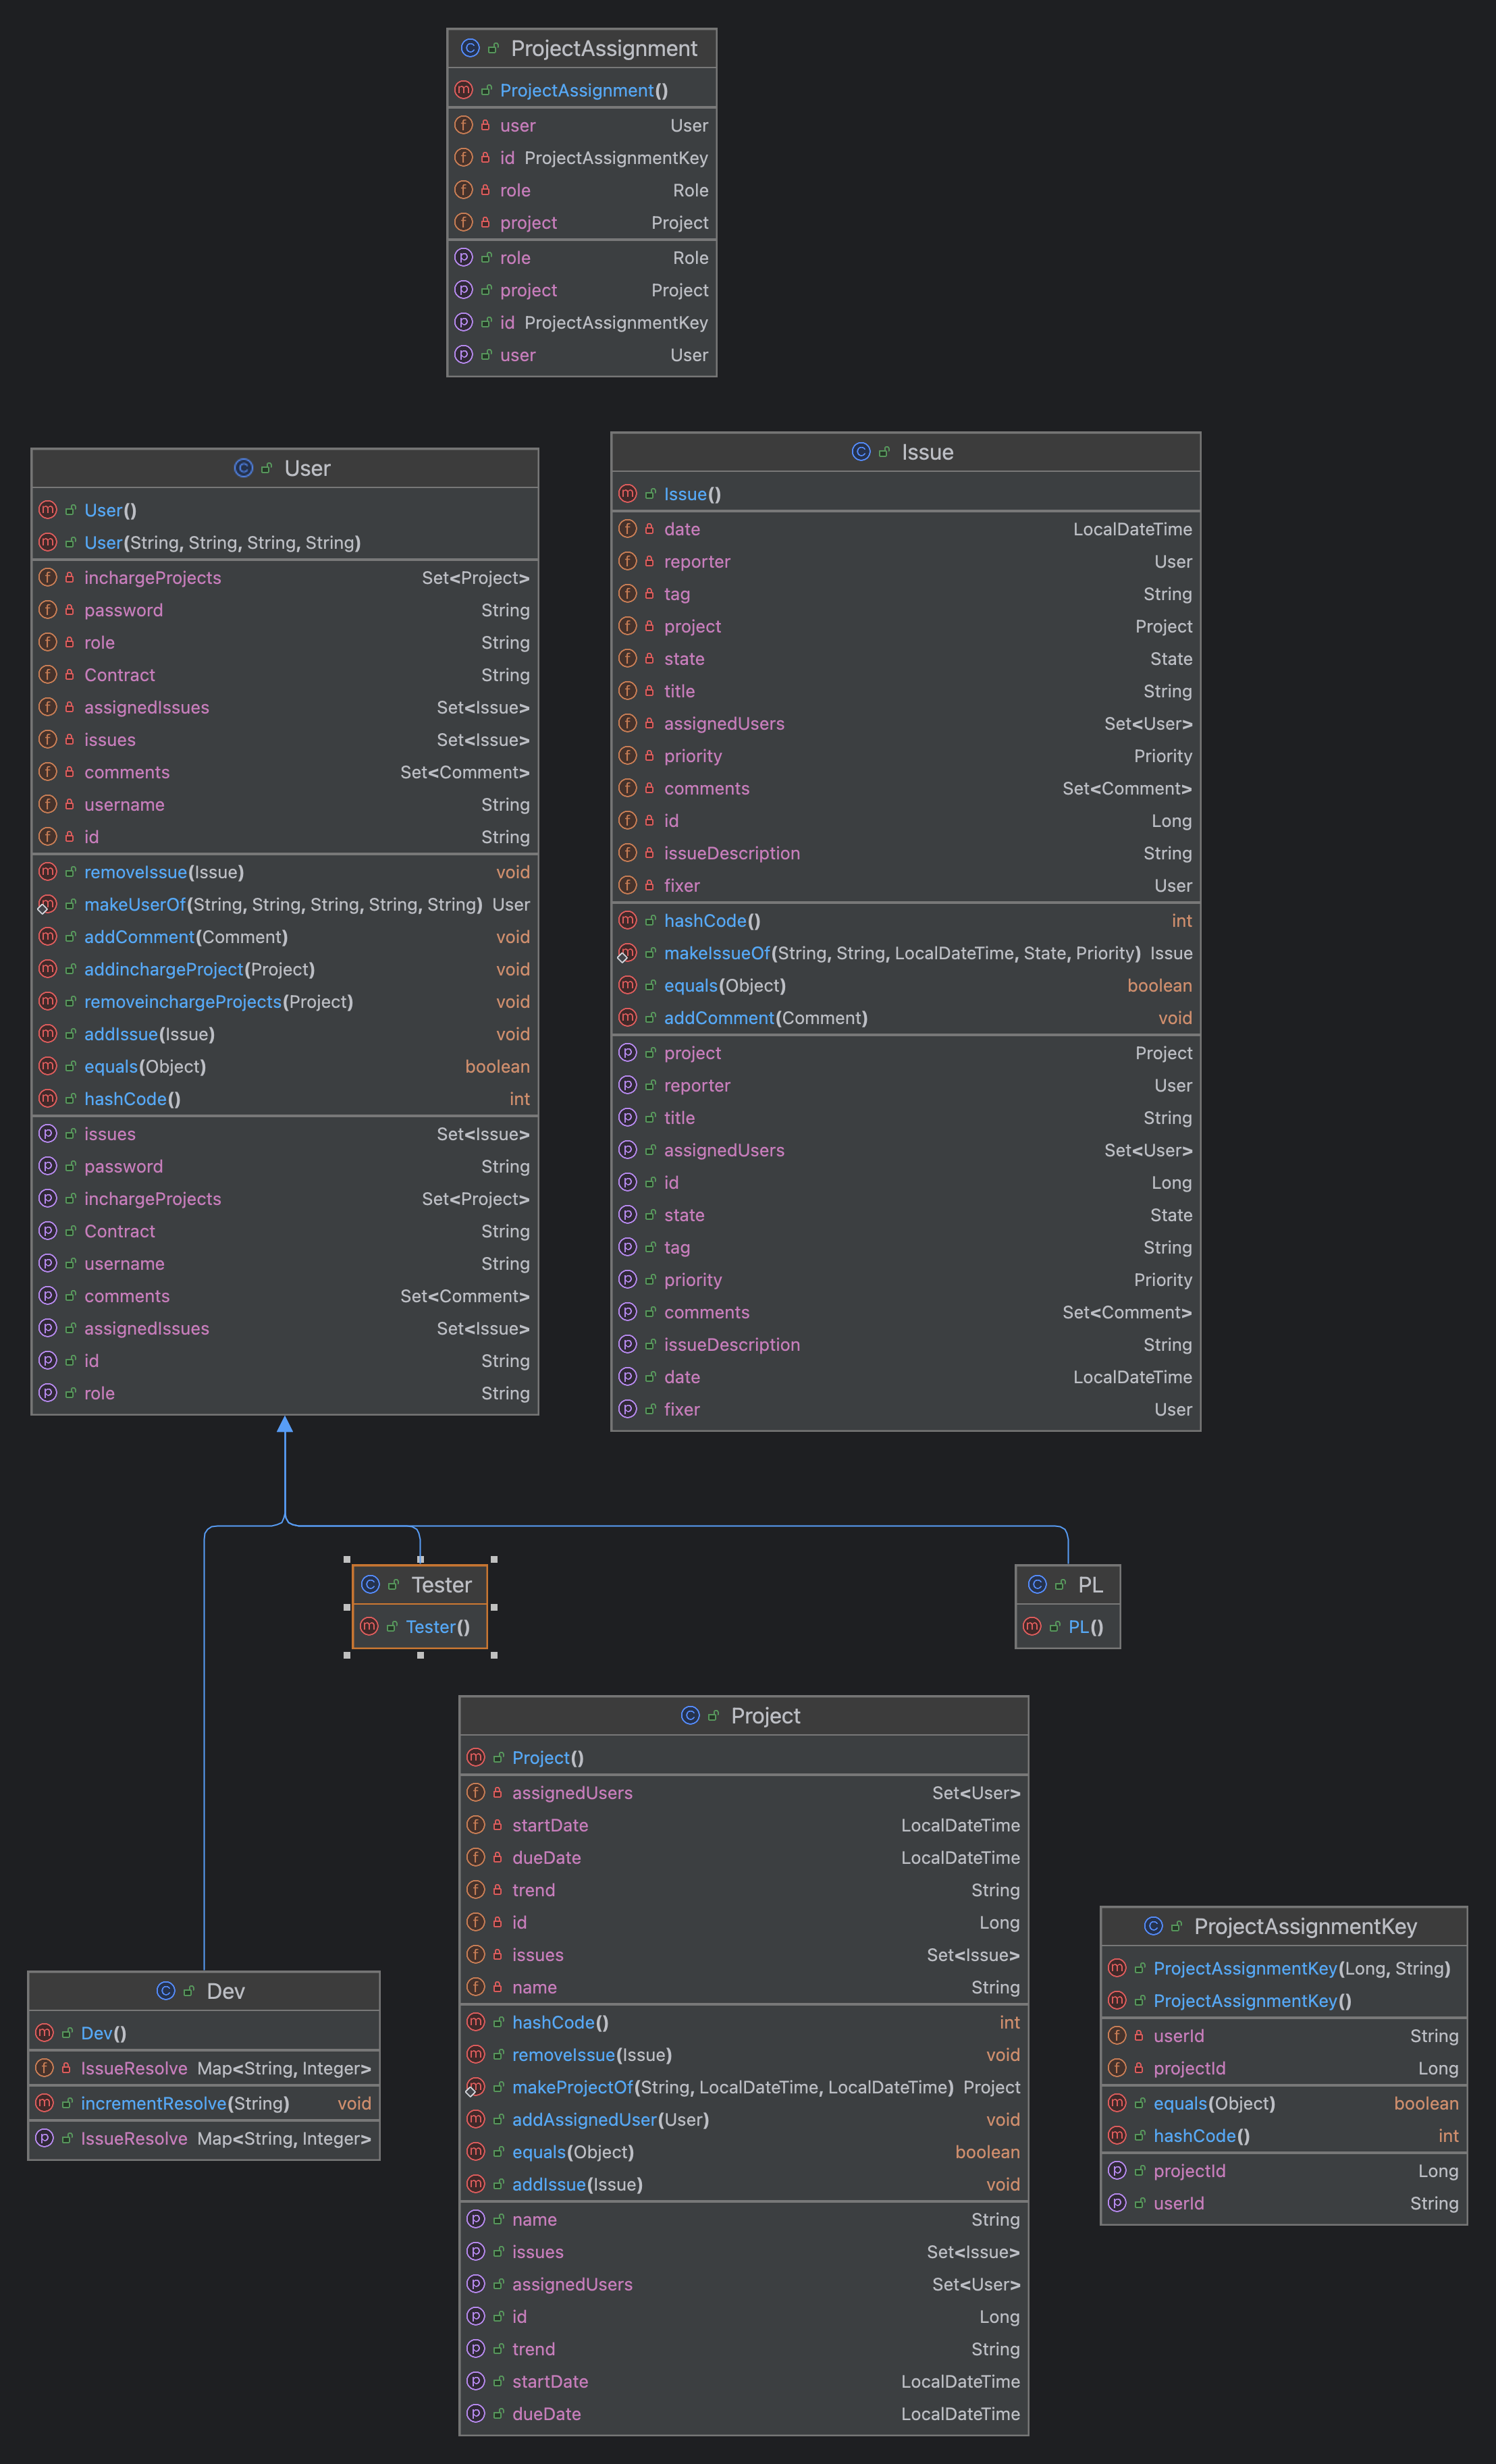 ProjectAssignment
ProjectAssignment()
user User
id ProjectAssignmentKey
role Role
project Project
role Role
project Project
id ProjectAssignmentKey
user User
User
User()
User(String, String, String, String)
inchargeProjects Set<Project>
password String
role String
Contract String
assignedIssues Set<Issue>
issues Set<Issue>
comments Set<Comment>
username String
id String
removeIssue(Issue) void
makeUserOf(String, String, String, String, String) User
addComment(Comment) void
addinchargeProject(Project) void
removeinchargeProjects(Project) void
addIssue(Issue) void
equals(Object) boolean
hashCode() int
issues Set<Issue>
password String
inchargeProjects Set<Project>
Contract String
username String
comments Set<Comment>
assignedIssues Set<Issue>
id String
role String
Issue
Issue()
date LocalDateTime
reporter User
tag String
project Project
state State
title String
assignedUsers Set<User>
priority Priority
comments Set<Comment>
id Long
issueDescription String
fixer User
hashCode() int
makeIssueOf(String, String, LocalDateTime, State, Priority) Issue
equals(Object) boolean
addComment(Comment) void
project Project
reporter User
title String
assignedUsers Set<User>
id Long
state State
tag String
priority Priority
comments Set<Comment>
issueDescription String
date LocalDateTime
fixer User
Tester
Tester()
PL
PL()
Project
Project()
assignedUsers Set<User>
startDate LocalDateTime
dueDate LocalDateTime
trend String
id Long
issues Set<Issue>
name String
hashCode() int
removeIssue(Issue) void
makeProjectOf(String, LocalDateTime, LocalDateTime) Project
addAssignedUser(User) void
equals(Object) boolean
addIssue(Issue) void
name String
issues Set<Issue>
assignedUsers Set<User>
id Long
trend String
startDate LocalDateTime
dueDate LocalDateTime
ProjectAssignmentKey
ProjectAssignmentKey(Long, String)
ProjectAssignmentKey()
userId String
projectId Long
equals(Object) boolean
hashCode() int
projectId Long
userId String
Dev
Dev()
IssueResolve Map<String, Integer>
incrementResolve(String) void
IssueResolve Map<String, Integer>